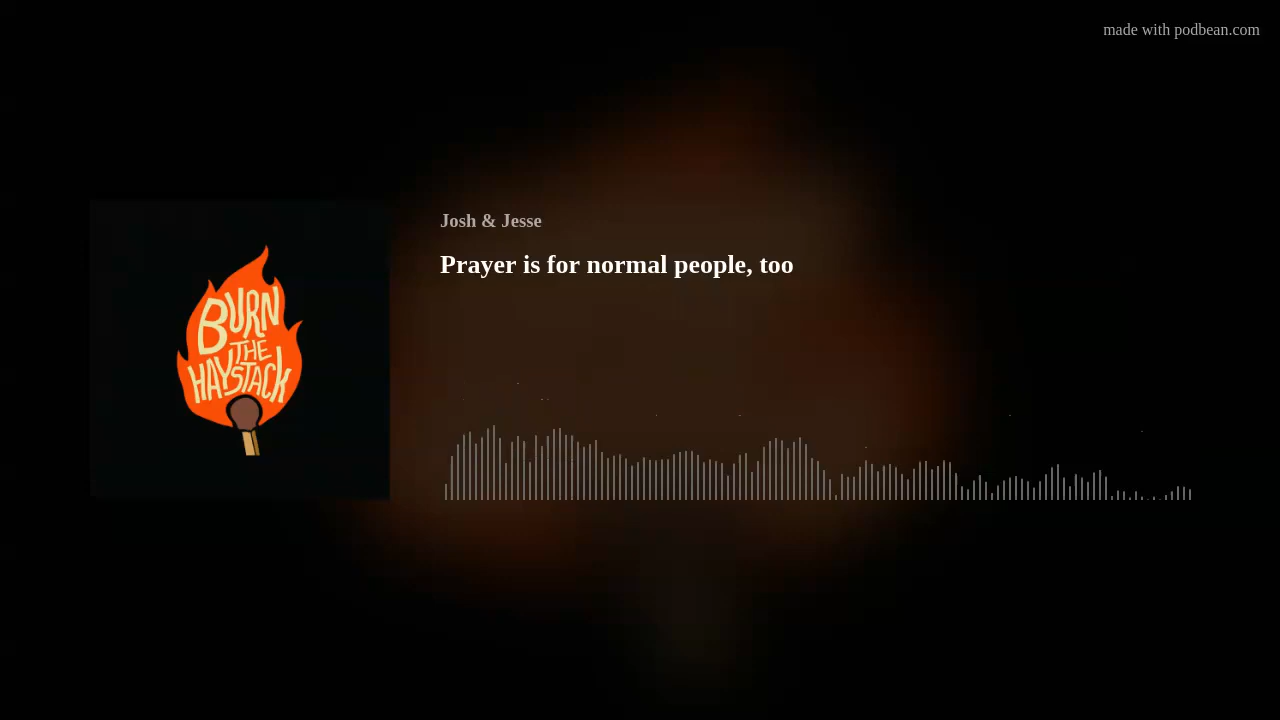 made with podbean.com
Josh & Jesse
Prayer is for normal people, too
BURN
THE
HAYSTACK